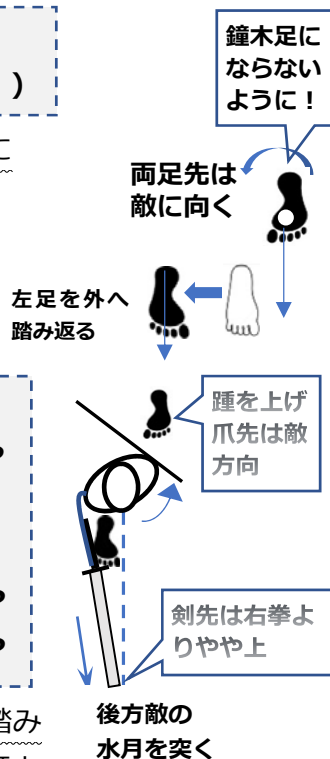 )
に
鐘木足に
ならない
ように！
両足先は
敵に向く
左足を外へ
踏み返る
踵を上げ
爪先は敵
方向
剣先は右拳よ
りやや上
踏み
後方敵の
水月を突く